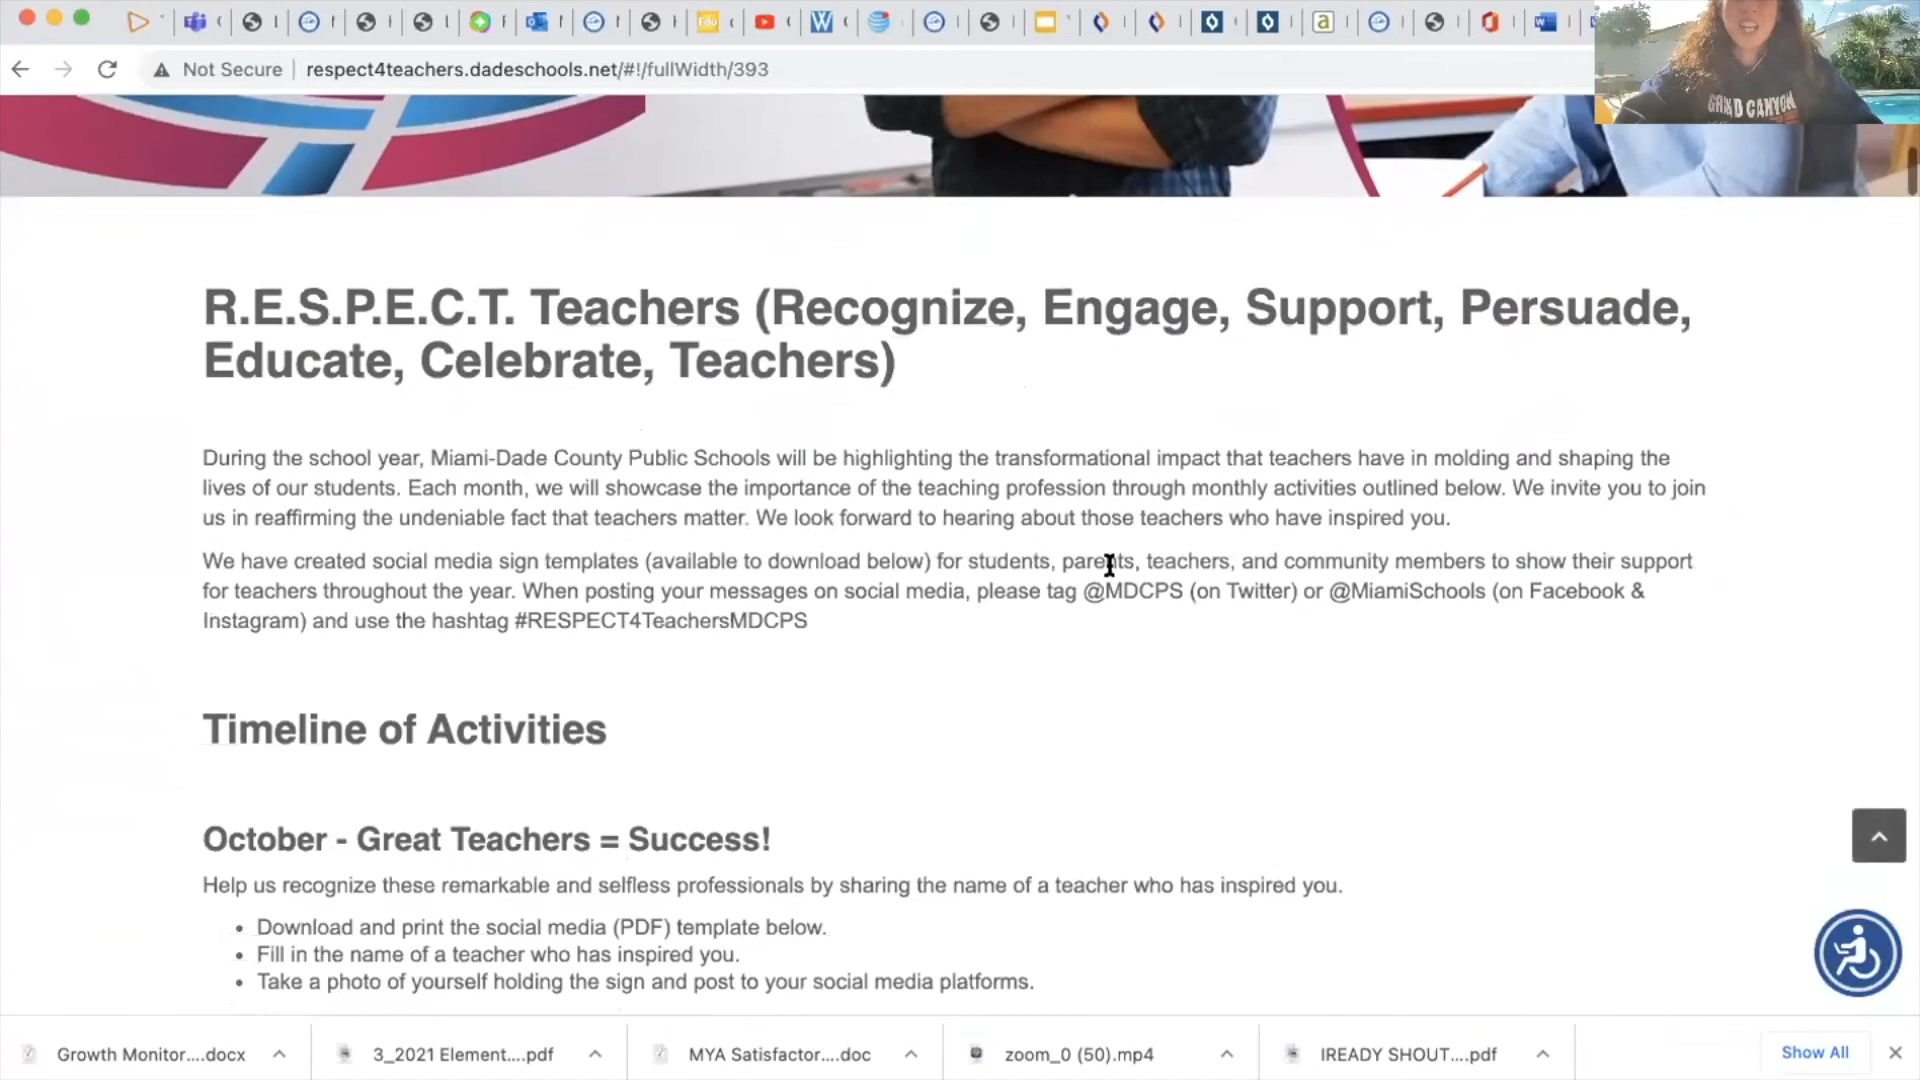 Not Secure
respect4teachers.dadeschools.net/#!/fullWidth/393
GRAND CANYON
R.E.S.P.E.C.T. Teachers (Recognize, Engage, Support, Persuade,
Educate, Celebrate, Teachers)
During the school year, Miami-Dade County Public Schools will be highlighting the transformational impact that teachers have in molding and shaping the
lives of our students. Each month, we will showcase the importance of the teaching profession through monthly activities outlined below. We invite you to join
us in reaffirming the undeniable fact that teachers matter. We look forward to hearing about those teachers who have inspired you.
We have created social media sign templates (available to download below) for students, parents, teachers, and community members to show their support
for teachers throughout the year. When posting your messages on social media, please tag @MDCPS (on Twitter) or @MiamiSchools (on Facebook &
Instagram) and use the hashtag #RESPECT4TeachersMDCPS
Timeline of Activities
October - Great Teachers = Success!
Help us recognize these remarkable and selfless professionals by sharing the name of a teacher who has inspired you.
• Download and print the social media (PDF) template below.
• Fill in the name of a teacher who has inspired you.
• Take a photo of yourself holding the sign and post to your social media platforms.
Growth Monitor....docx
3_2021 Element....pdf
MYA Satisfactor....doc
zoom_0 (50).mp4
IREADY SHOUT....pdf
Show All